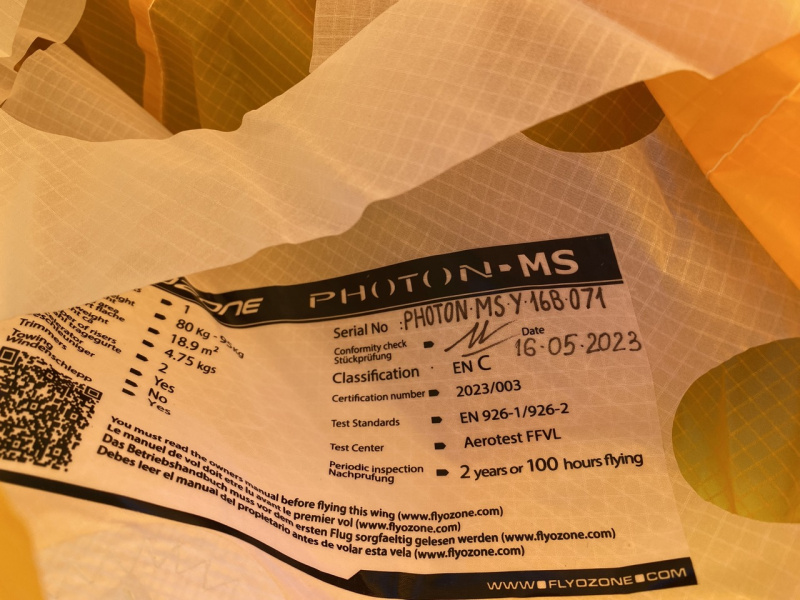 ZONE PHOTON-MS
1
80 Kg - 95kg
18.9 m²
4.75 kgs
2
Trimmers Yes
Towing No
Windenschlepp Yes
Serial No : PHOTON·MS·Y·16B·071
Conformity check
Stückprüfung
Date
16·05·2023
Classification EN C
Certification number 2023/003
Test Standards EN 926-1/926-2
Test Center Aerotest FFVL
Periodic inspection
Nachprufung
2 years or 100 hours flying
You must read the owners manual before flying this wing (www.flyozone.com)
Le manuel de vol doit etre lu avant le premier vol (www.flyozone.com)
Das Betriebshandbuch muss vor dem ersten Flug sorgfaeltig gelesen werden (www.flyozone.com)
Debes leer el manual del propietario antes de volar esta vela (www.flyozone.com)
WWW.FLYOZONE.COM